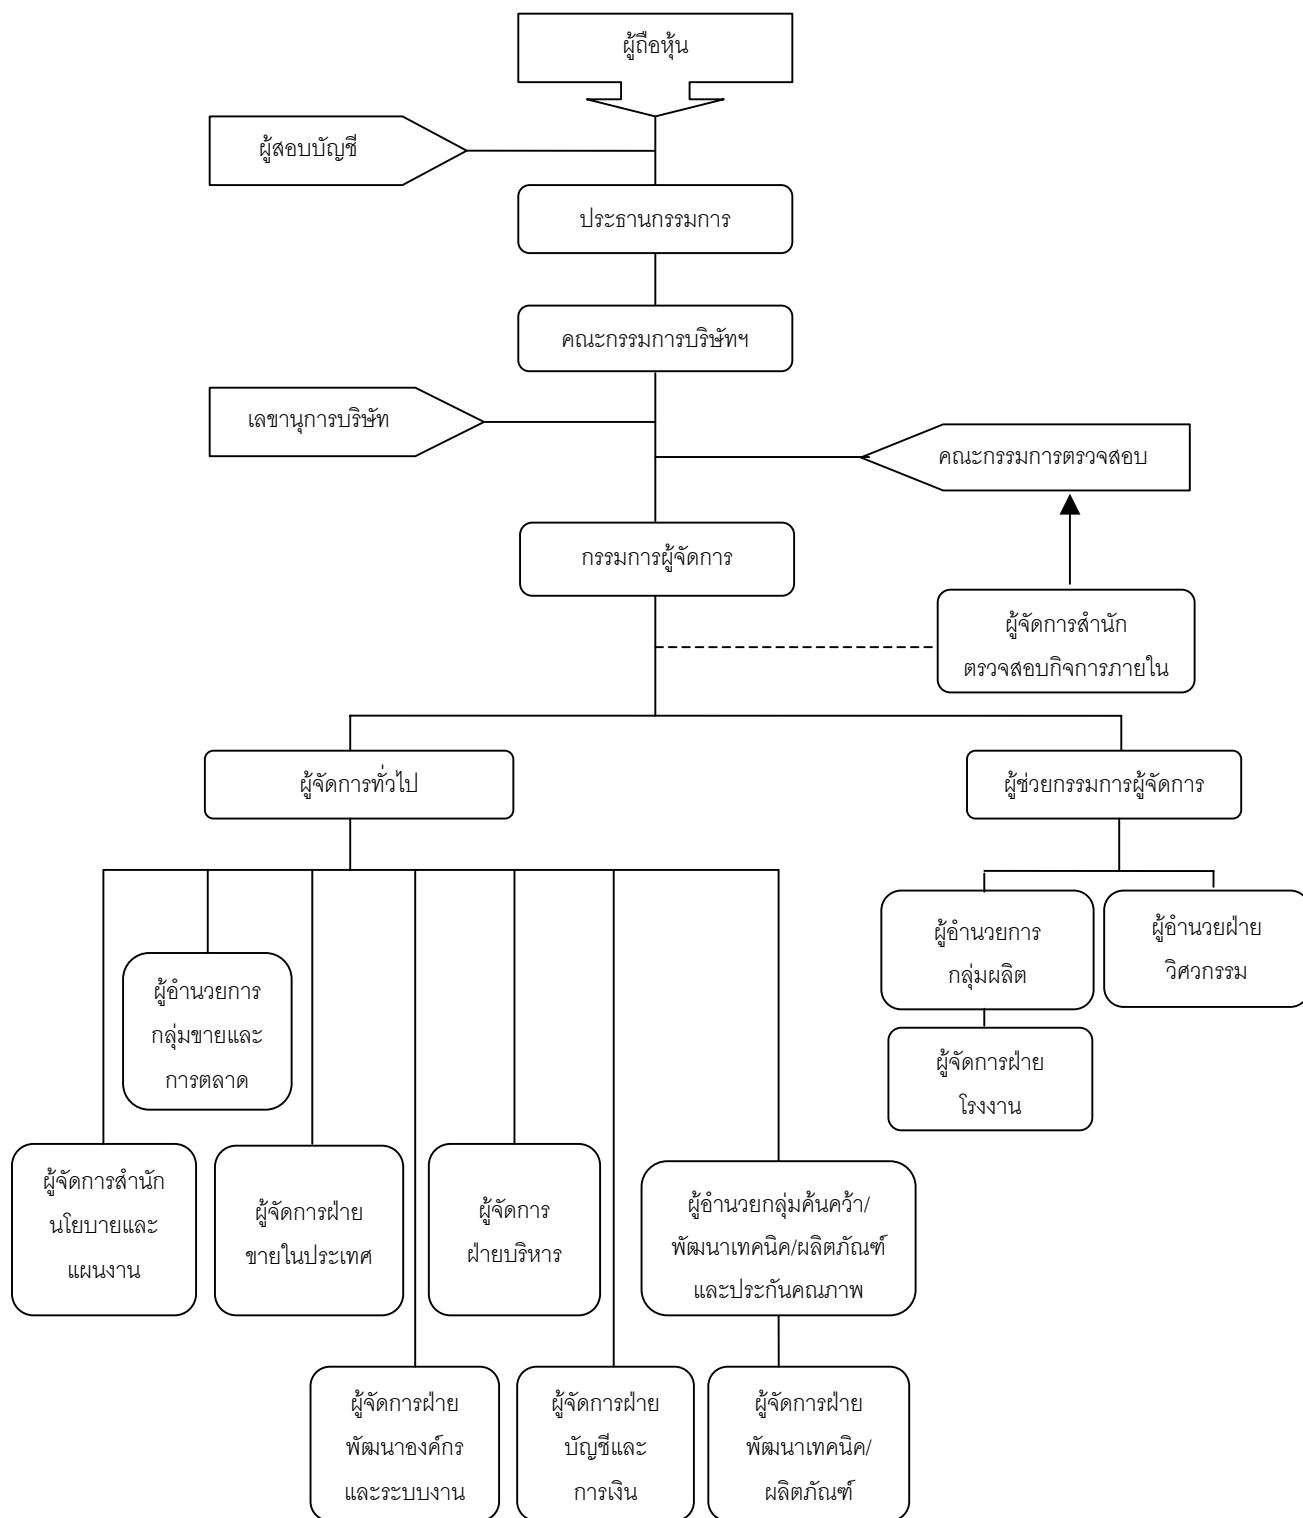 ผู้ถือหุ้น
ผู้สอบบัญชี
ประธานกรรมการ
คณะกรรมการบริษัทฯ
เลขานุการบริษัท
คณะกรรมการตรวจสอบ
กรรมการผู้จัดการ
ผู้จัดการสำนัก
ตรวจสอบกิจการภายใน
ผู้จัดการทั่วไป
ผู้ช่วยกรรมการผู้จัดการ
ผู้อำนวยการ
กลุ่มผลิต
ผู้อำนวยฝ่าย
วิศวกรรม
ผู้อำนวยการ
กลุ่มขายและ
การตลาด
ผู้จัดการฝ่าย
โรงงาน
ผู้จัดการสำนัก
นโยบายและ
แผนงาน
ผู้จัดการฝ่าย
ขายในประเทศ
ผู้จัดการ
ฝ่ายบริหาร
ผู้อำนวยกลุ่มค้นคว้า/
พัฒนาเทคนิค/ผลิตภัณฑ์
และประกันคณภาพ
ผู้จัดการฝ่าย
พัฒนาองค์กร
และระบบงาน
ผู้จัดการฝ่าย
บัญชีและ
การเงิน
ผู้จัดการฝ่าย
พัฒนาเทคนิค/
ผลิตภัณฑ์